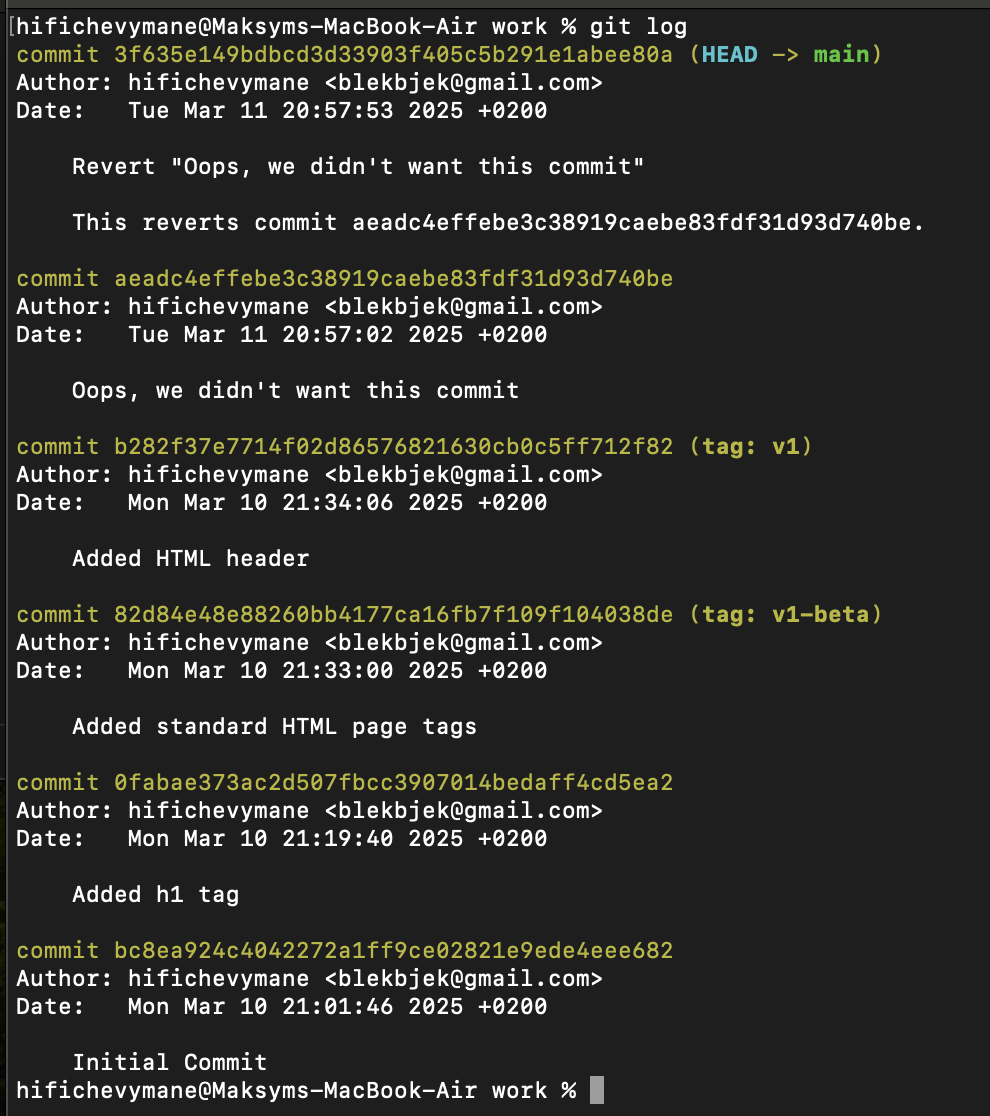 [hifichevymane@Maksyms-MacBook-Air work % git log
commit 3f635e149bdbcd3d33903f405c5b291e1abee80a (HEAD -> main)
Author: hifichevymane <blekbjek@gmail.com>
Date:   Tue Mar 11 20:57:53 2025 +0200
Revert "Oops, we didn't want this commit"
This reverts commit aeadc4effebe3c38919caebe83fdf31d93d740be.
commit aeadc4effebe3c38919caebe83fdf31d93d740be
Author: hifichevymane <blekbjek@gmail.com>
Date:   Tue Mar 11 20:57:02 2025 +0200
Oops, we didn't want this commit
commit b282f37e7714f02d86576821630cb0c5ff712f82 (tag: v1)
Author: hifichevymane <blekbjek@gmail.com>
Date:   Mon Mar 10 21:34:06 2025 +0200
Added HTML header
commit 82d84e48e88260bb4177ca16fb7f109f104038de (tag: v1-beta)
Author: hifichevymane <blekbjek@gmail.com>
Date:   Mon Mar 10 21:33:00 2025 +0200
Added standard HTML page tags
commit 0fabae373ac2d507fbcc3907014bedaff4cd5ea2
Author: hifichevymane <blekbjek@gmail.com>
Date:   Mon Mar 10 21:19:40 2025 +0200
Added h1 tag
commit bc8ea924c4042272a1ff9ce02821e9ede4eee682
Author: hifichevymane <blekbjek@gmail.com>
Date:   Mon Mar 10 21:01:46 2025 +0200
Initial Commit
hifichevymane@Maksyms-MacBook-Air work %